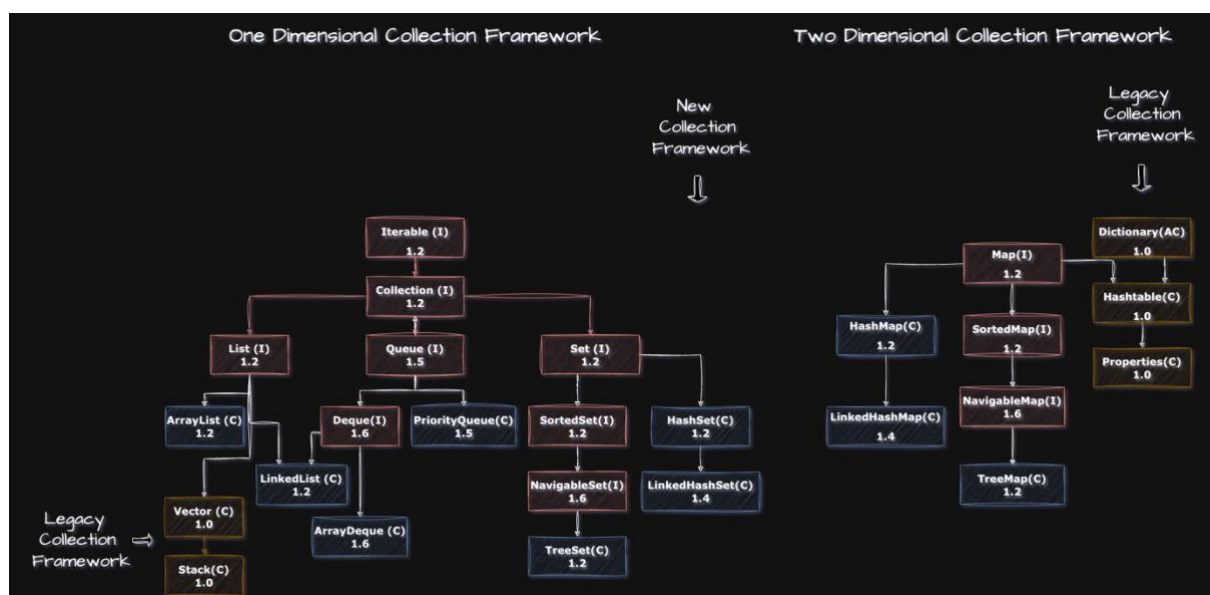 One Dimensional Collection Framework
Two Dimensional Collection Framework
New
Collection
Framework
Legacy
Collection
Framework
Iterable (I)
1.2
Collection (I)
1.2
List (I)
1.2
Queue (I)
1.5
Set (I)
1.2
ArrayList (C)
1.2
Deque(I)
1.6
PriorityQueue(C)
1.5
SortedSet(I)
1.2
HashSet(C)
1.2
LinkedList (C)
1.2
NavigableSet(I)
1.6
LinkedHashSet(C)
1.4
Vector (C)
1.0
ArrayDeque (C)
1.6
TreeSet(C)
1.2
Stack(C)
1.0
Legacy
Collection
Framework
Dictionary(AC)
1.0
Map(I)
1.2
Hashtable(C)
1.0
HashMap(C)
1.2
SortedMap(I)
1.2
Properties(C)
1.0
LinkedHashMap(C)
1.4
NavigableMap(I)
1.6
TreeMap(C)
1.2